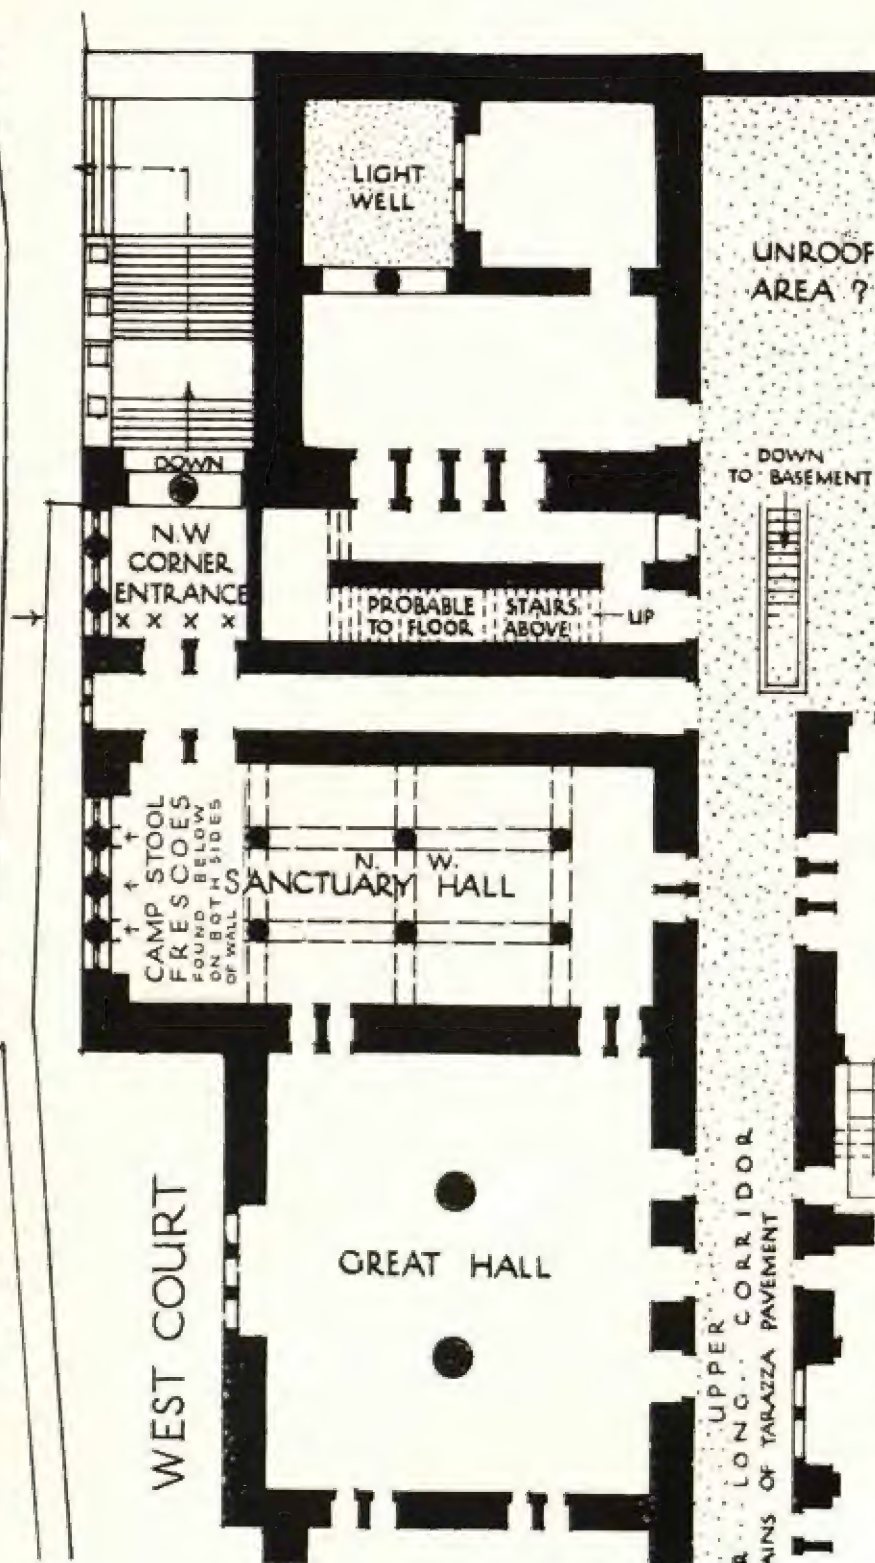 LIGHT
WELL
UNROOF
AREA ?
DOWN
DOWN
TO BASEMENT
N.W
CORNER
ENTRANCE
X X X X
PROBABLE STAIRS
TO FLOOR ABOVE
UP
CAMP STOOL
FRESCOES
FOUND BELOW
ON BOTH SIDES
OF WALL
N. W.
SANCTUARY HALL
WEST COURT
GREAT HALL
UPPER
R LONG CORRIDOR
INS OF TARAZZA PAVEMENT